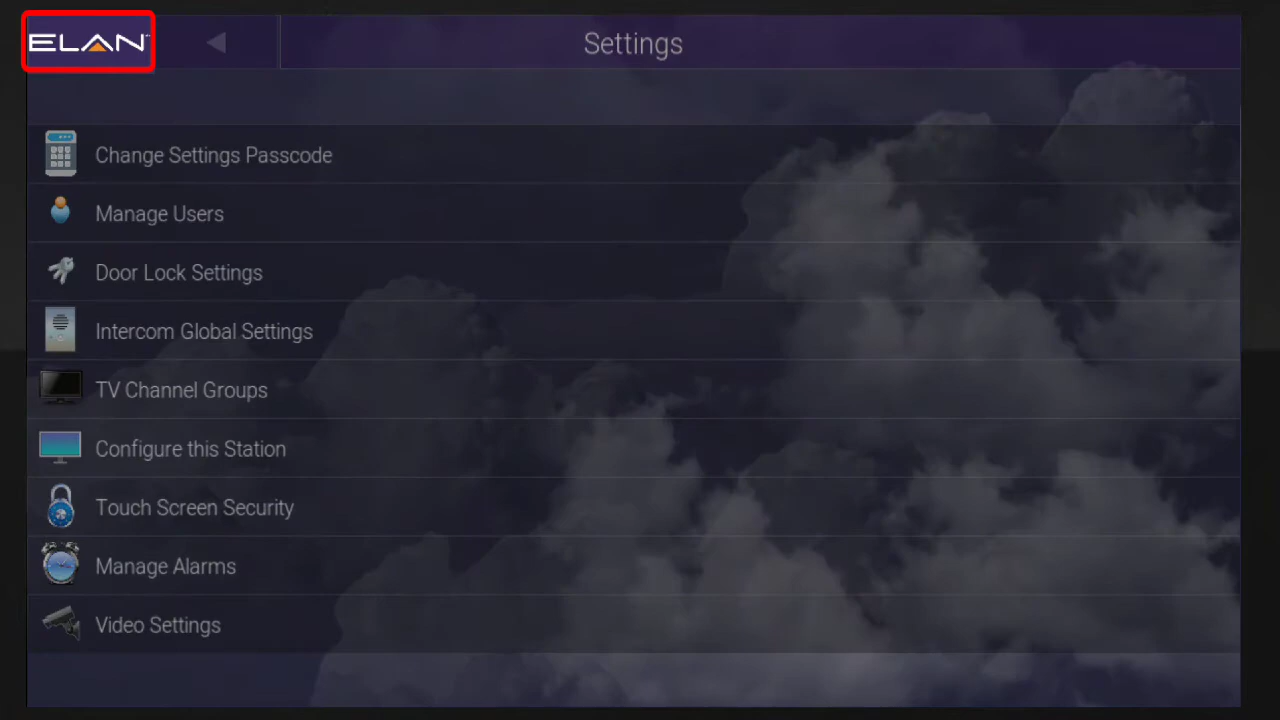 ELAN™
Settings
Change Settings Passcode
Manage Users
Door Lock Settings
Intercom Global Settings
TV Channel Groups
Configure this Station
Touch Screen Security
Manage Alarms
Video Settings